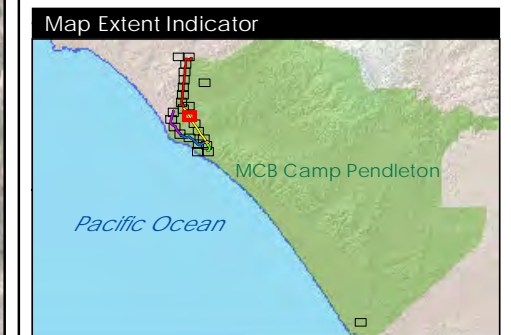 Map Extent Indicator
MCB Camp Pendleton
Pacific Ocean